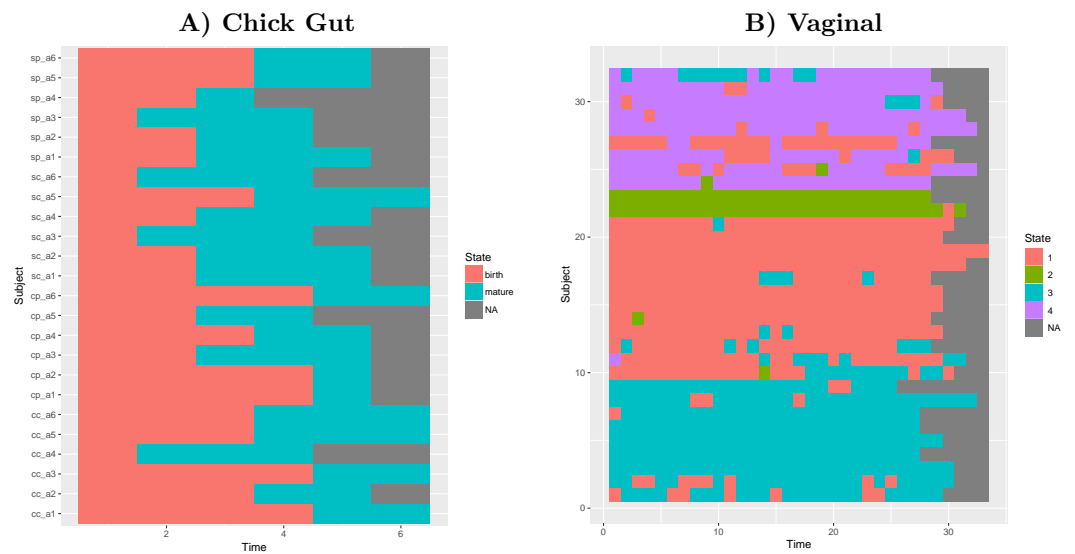 A) Chick Gut
sp_a6
sp_a5
sp_a4
sp_a3
sp_a2
sp_a1
sc_a6
sc_a5
sc_a4
sc_a3
sc_a2
sc_a1
cp_a6
cp_a5
cp_a4
cp_a3
cp_a2
cp_a1
cc_a6
cc_a5
cc_a4
cc_a3
cc_a2
cc_a1
Subject
2
4
6
Time
State
birth
mature
NA
B) Vaginal
30
20
10
0
Subject
0
10
20
30
Time
State
1
2
3
4
NA